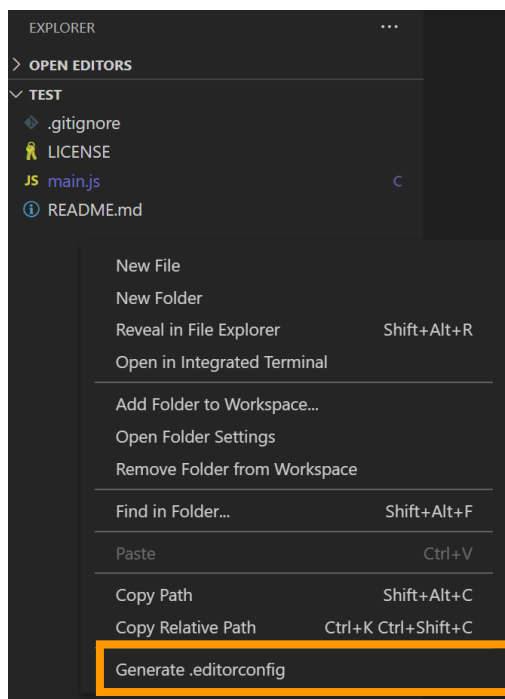 EXPLORER ...
OPEN EDITORS
TEST
.gitignore
LICENSE
JS main.js C
README.md
New File
New Folder
Reveal in File Explorer Shift+Alt+R
Open in Integrated Terminal
Add Folder to Workspace...
Open Folder Settings
Remove Folder from Workspace
Find in Folder... Shift+Alt+F
Paste Ctrl+V
Copy Path Shift+Alt+C
Copy Relative Path Ctrl+K Ctrl+Shift+C
Generate .editorconfig